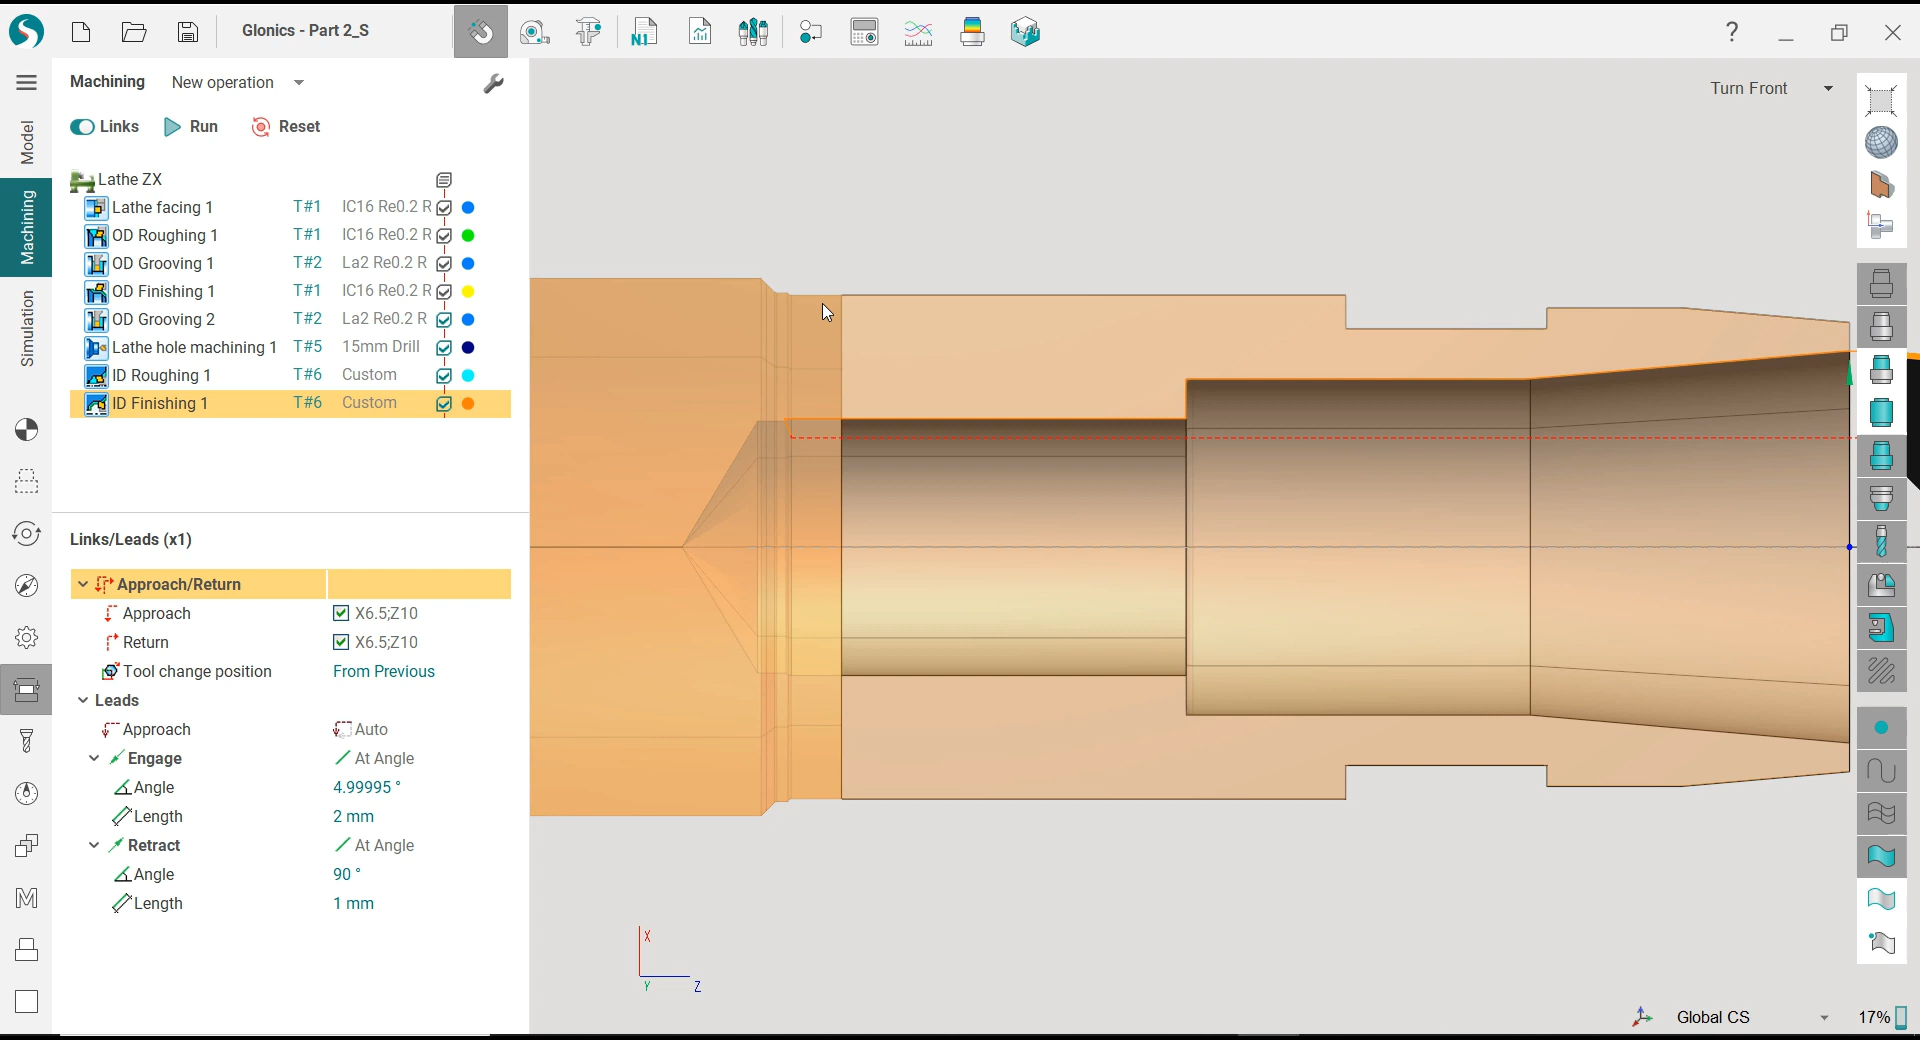 Glonics - Part 2_S
N1
?
Machining New operation
Turn Front
Links Run Reset
Model
Machining
Simulation
Lathe ZX
Lathe facing 1 T#1 IC16 Re0.2 R
OD Roughing 1 T#1 IC16 Re0.2 R
OD Grooving 1 T#2 La2 Re0.2 R
OD Finishing 1 T#1 IC16 Re0.2 R
OD Grooving 2 T#2 La2 Re0.2 R
Lathe hole machining 1 T#5 15mm Drill
ID Roughing 1 T#6 Custom
ID Finishing 1 T#6 Custom
Links/Leads (x1)
Approach/Return
Approach X6.5;Z10
Return X6.5;Z10
Tool change position From Previous
Leads
Approach Auto
Engage At Angle
Angle 4.99995 °
Length 2 mm
Retract At Angle
Angle 90 °
Length 1 mm
M
X
Y Z
Global CS 17%